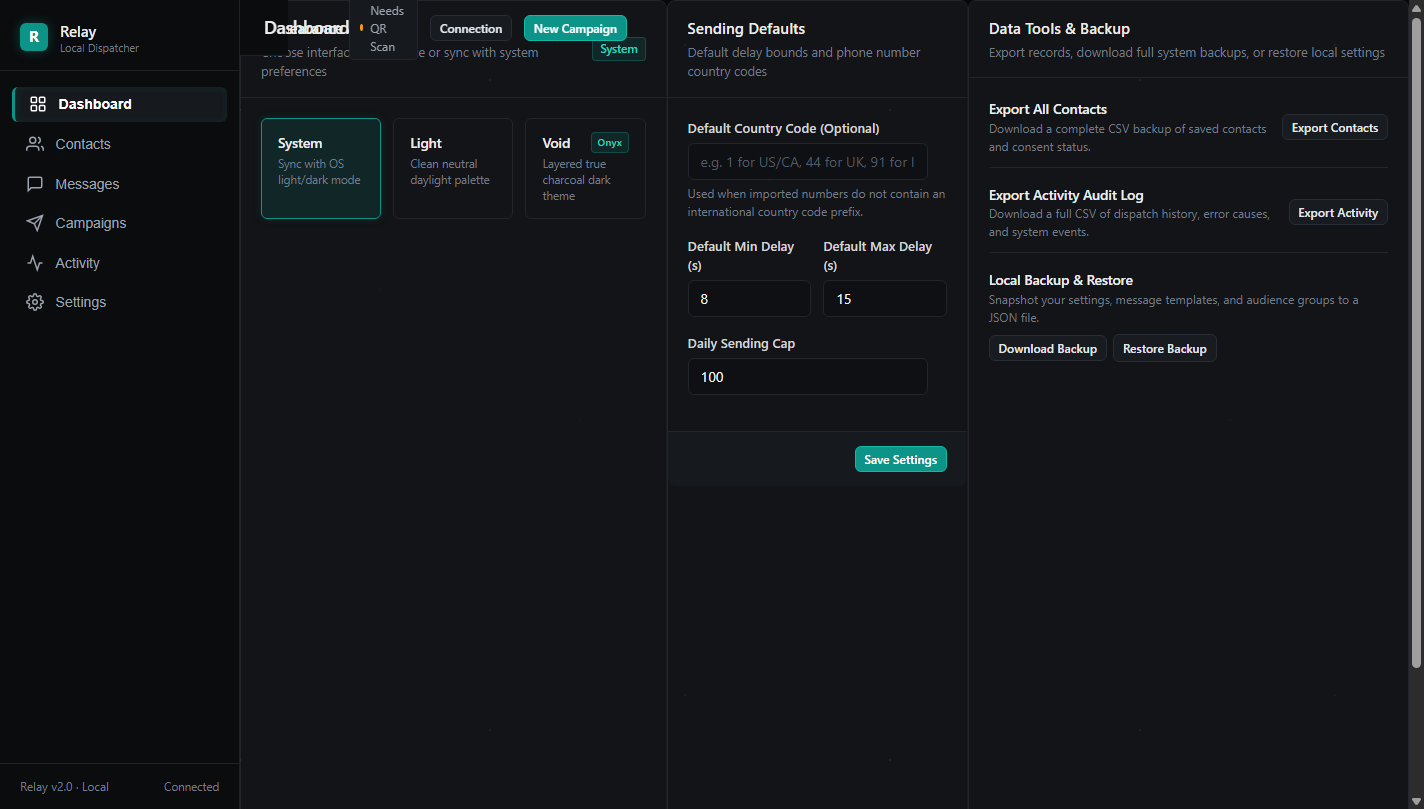 R
Relay
Local Dispatcher
Dashboard
Contacts
Messages
Campaigns
Activity
Settings
Relay v2.0 · Local
Connected
Dashboard
Needs
QR
Scan
Connection
New Campaign
or sync with system
preferences
System
System
Sync with OS
light/dark mode
Light
Clean neutral
daylight palette
Void
Onyx
Layered true
charcoal dark
theme
Sending Defaults
Default delay bounds and phone number
country codes
Default Country Code (Optional)
e.g. 1 for US/CA, 44 for UK, 91 for I
Used when imported numbers do not contain an
international country code prefix.
Default Min Delay
(s)
8
Default Max Delay
(s)
15
Daily Sending Cap
100
Save Settings
Data Tools & Backup
Export records, download full system backups, or restore local settings
Export All Contacts
Download a complete CSV backup of saved contacts
and consent status.
Export Contacts
Export Activity Audit Log
Download a full CSV of dispatch history, error causes,
and system events.
Export Activity
Local Backup & Restore
Snapshot your settings, message templates, and audience groups to a
JSON file.
Download Backup
Restore Backup